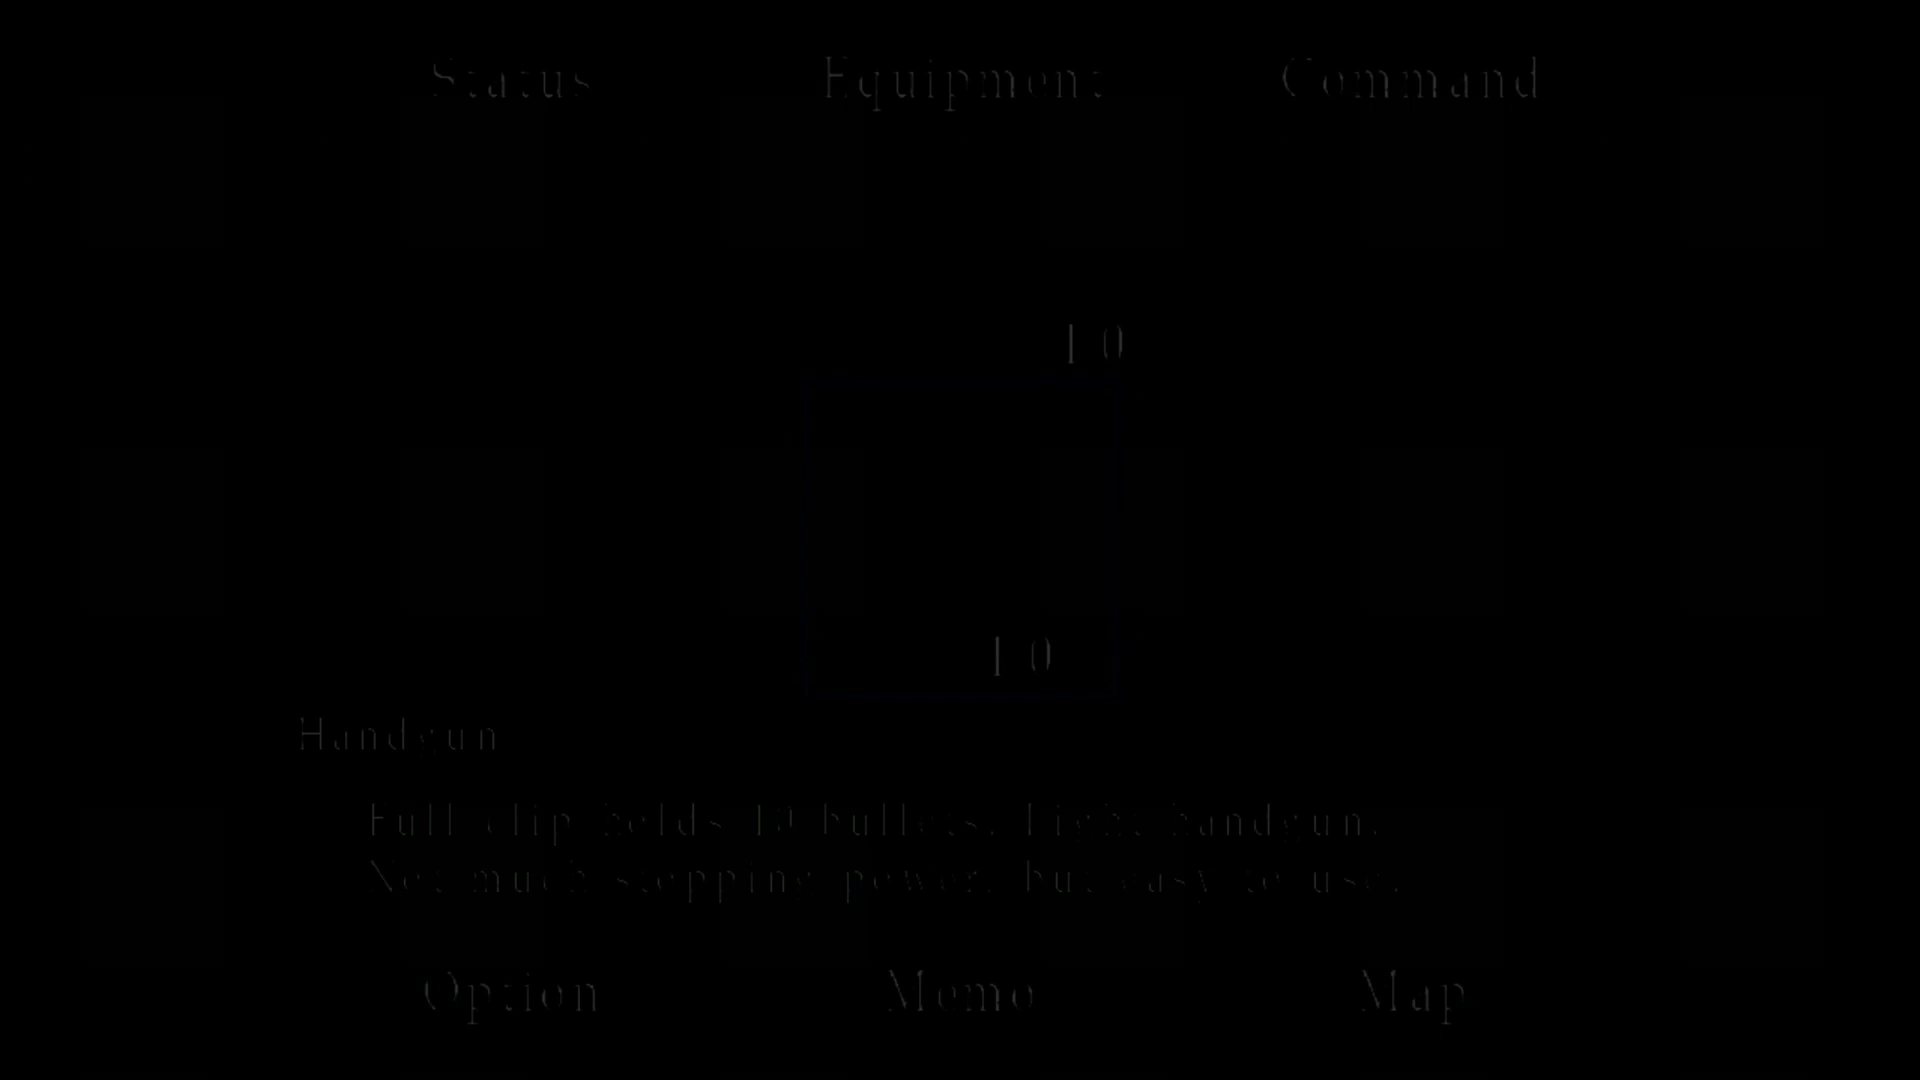 Status Equipment Command
10
10
Handgun
Full clip holds 10 bullets. Light handgun.
Not much stopping power, but easy to use.
Option Memo Map